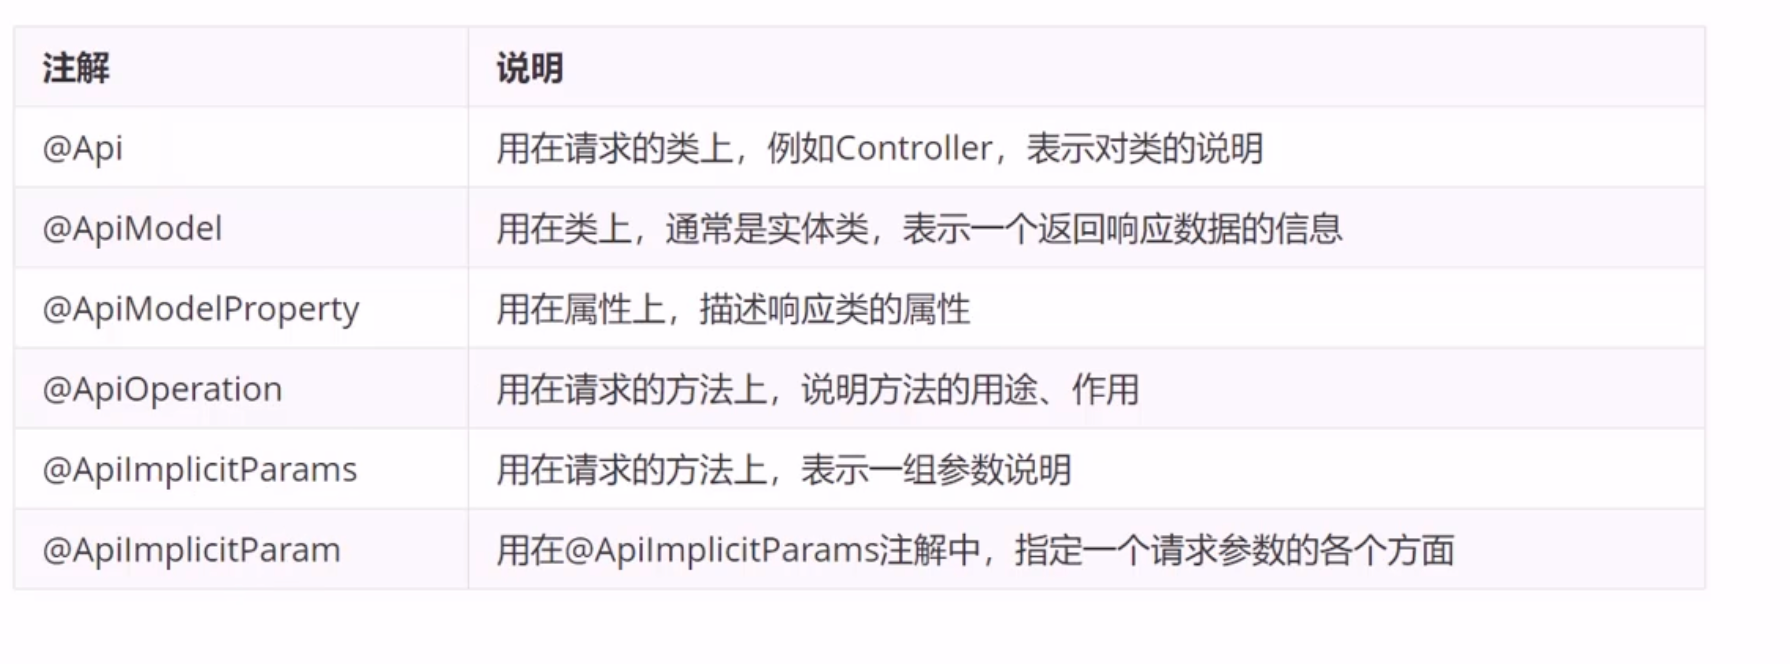 注解 说明
@Api 用在请求的类上，例如Controller，表示对类的说明
@ApiModel 用在类上，通常是实体类，表示一个返回响应数据的信息
@ApiModelProperty 用在属性上，描述响应类的属性
@ApiOperation 用在请求的方法上，说明方法的用途、作用
@ApiImplicitParams 用在请求的方法上，表示一组参数说明
@ApiImplicitParam 用在@ApiImplicitParams注解中，指定一个请求参数的各个方面